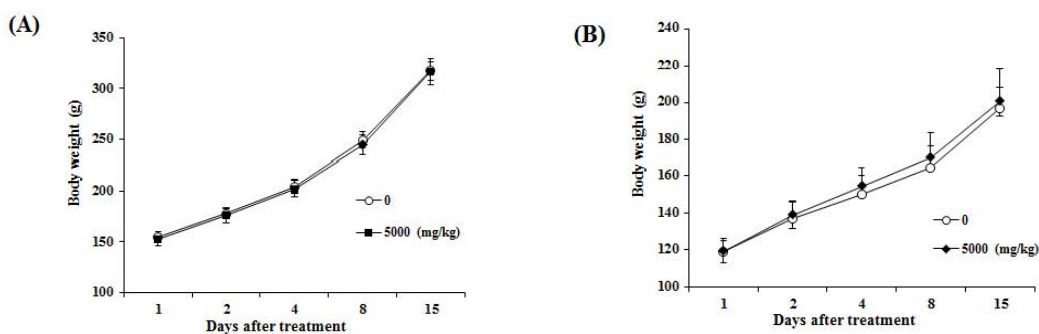 (A)
350
300
250
200
150
100
Body weight (g)
0
5000 (mg/kg)
1 2 4 8 15
Days after treatment
(B)
240
220
200
180
160
140
120
100
Body weight (g)
0
5000 (mg/kg)
1 2 4 8 15
Days after treatment